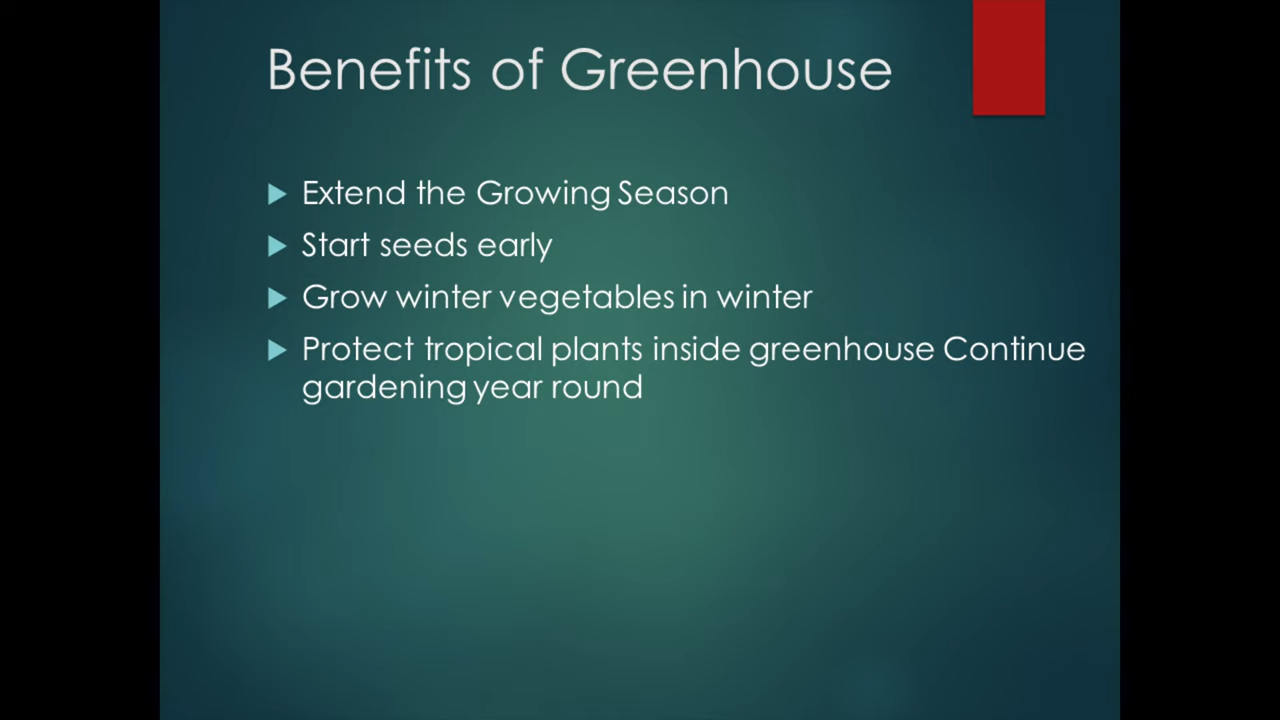 Benefits of Greenhouse
Extend the Growing Season
Start seeds early
Grow winter vegetables in winter
Protect tropical plants inside greenhouse Continue
gardening year round